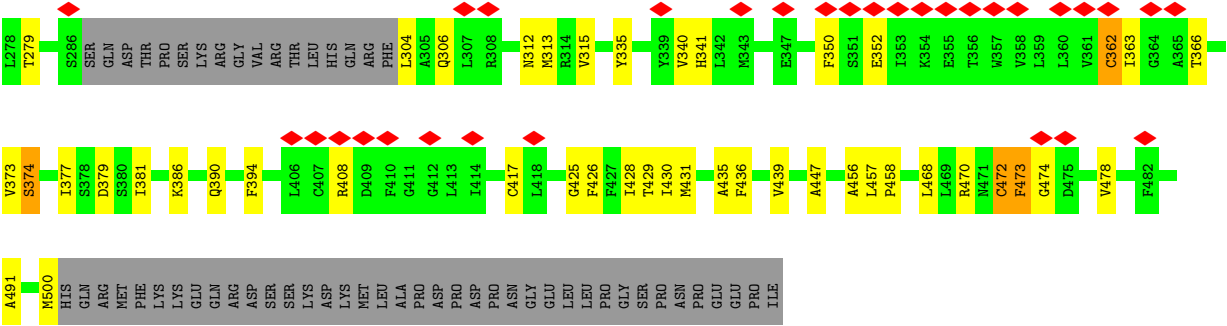 L278 T279 S286 SER GLN ASP THR PRO SER LYS ARG GLY VAL ARG THR LEU HIS GLN ARG PHE L304 A305 Q306 L307 R308 N312 M313 R314 V315 Y335 Y339 V340 H341 L342 M343 E347 F350 S351 E352 I353 K354 E355 T356 W357 V358 L359 L360 V361 C362 I363 G364 A365 T366
V373 S374 I377 S378 D379 S380 I381 K386 Q390 F394 L406 C407 R408 D409 F410 G411 G412 L413 I414 C417 L418 G425 F426 F427 I428 T429 I430 M431 A435 F436 V439 A447 A456 L457 P458 L468 L469 R470 N471 C472 F473 G474 D475 V478 F482
A491 M500 HIS GLN ARG MET PHE LYS LYS GLU GLN ARG ASP SER SER LYS ASP LYS MET LEU ALA PRO ASP PRO ASP PRO ASN GLY GLU LEU LEU PRO GLY SER PRO ASN PRO GLU GLU PRO ILE